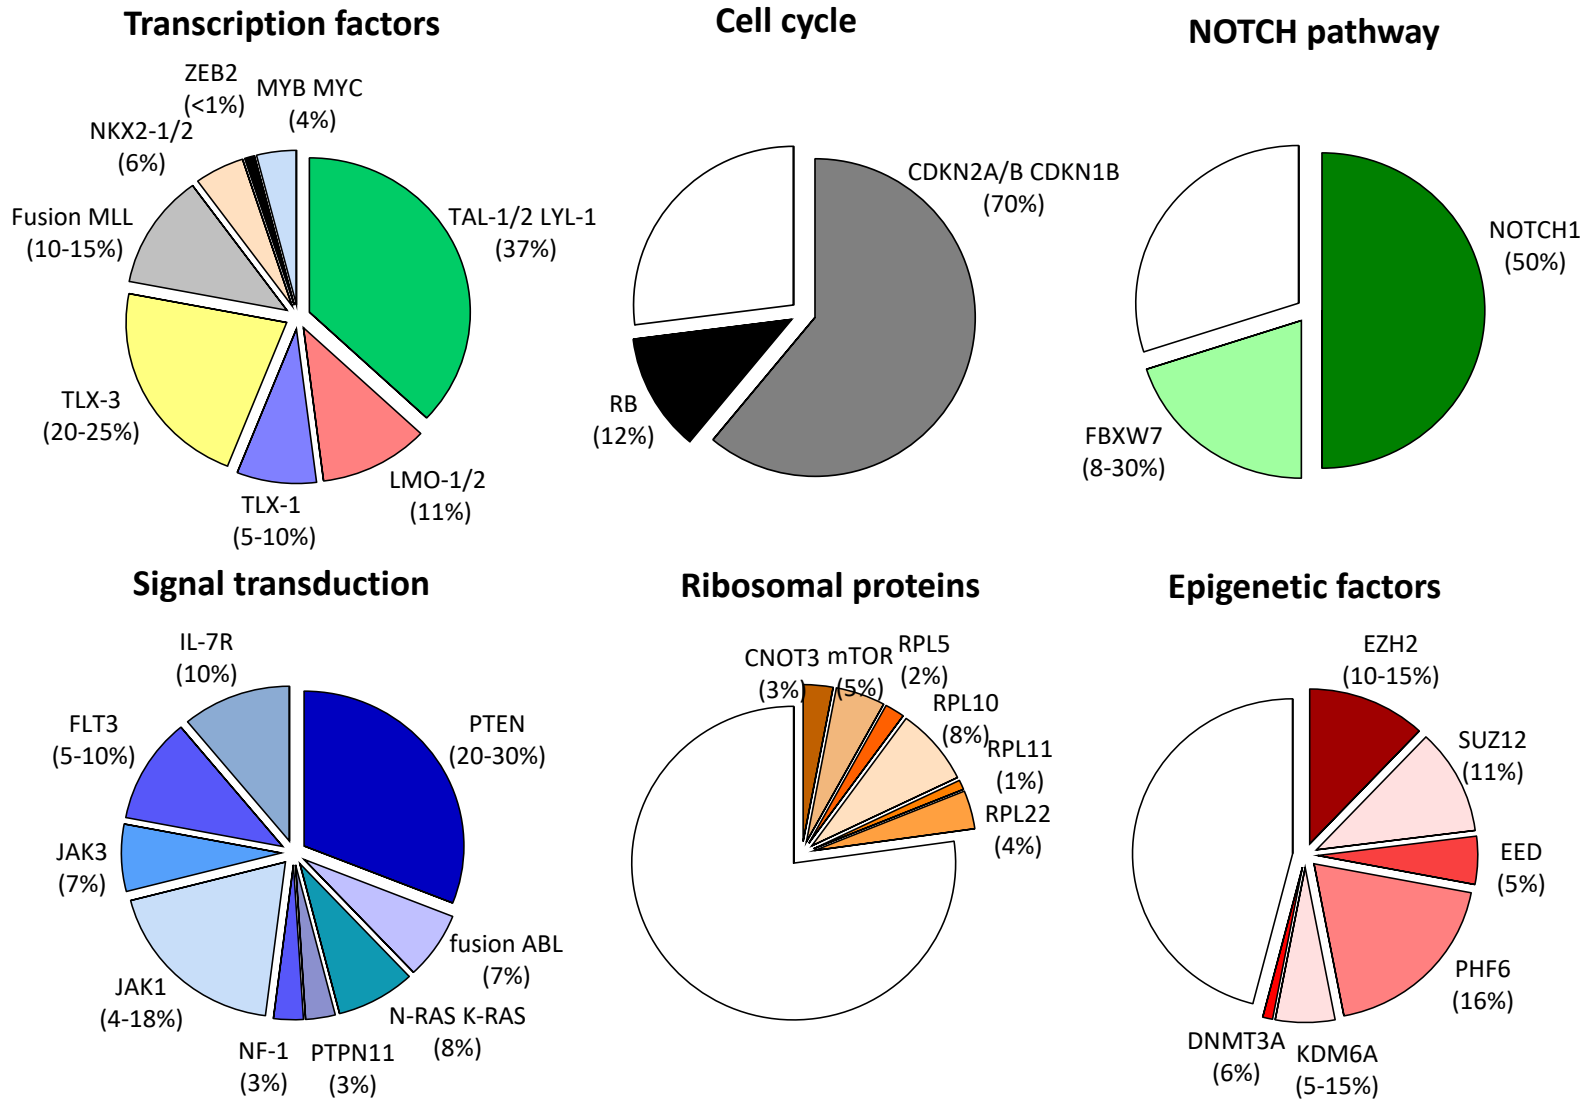 Transcription factors
ZEB2
(<1%)
MYB MYC
(4%)
NKX2-1/2
(6%)
Fusion MLL
(10-15%)
TAL-1/2 LYL-1
(37%)
TLX-3
(20-25%)
LMO-1/2
(11%)
TLX-1
(5-10%)
Cell cycle
CDKN2A/B CDKN1B
(70%)
RB
(12%)
NOTCH pathway
NOTCH1
(50%)
FBXW7
(8-30%)
Signal transduction
IL-7R
(10%)
PTEN
(20-30%)
FLT3
(5-10%)
JAK3
(7%)
fusion ABL
(7%)
JAK1
(4-18%)
N-RAS K-RAS
(8%)
NF-1
(3%)
PTPN11
(3%)
Ribosomal proteins
CNOT3
(3%)
mTOR
(5%)
RPL5
(2%)
RPL10
(8%)
RPL11
(1%)
RPL22
(4%)
Epigenetic factors
EZH2
(10-15%)
SUZ12
(11%)
EED
(5%)
PHF6
(16%)
DNMT3A
(6%)
KDM6A
(5-15%)